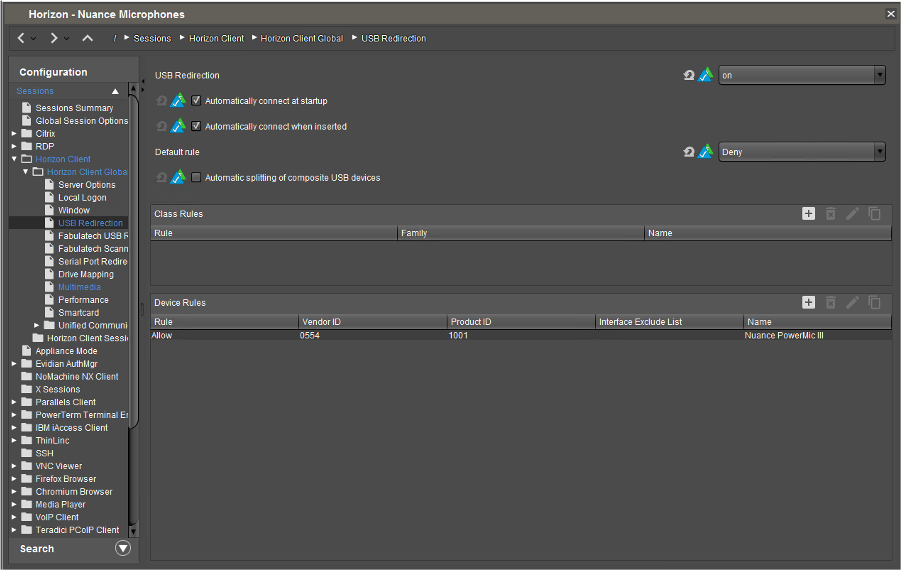 Horizon - Nuance Microphones
/ Sessions Horizon Client Horizon Client Global USB Redirection
Configuration
Sessions
Sessions Summary
Global Session Options
Citrix
RDP
Horizon Client
Horizon Client Globa
Server Options
Local Logon
Window
USB Redirection
Fabulatech USB R
Fabulatech Scann
Serial Port Redire
Drive Mapping
Multimedia
Performance
Smartcard
Unified Communi
Horizon Client Sessi
Appliance Mode
Evidian AuthMgr
NoMachine NX Client
X Sessions
Parallels Client
PowerTerm Terminal Er
IBM iAccess Client
ThinLinc
SSH
VNC Viewer
Firefox Browser
Chromium Browser
Media Player
VoIP Client
Teradici PCoIP Client
Search
USB Redirection on
Automatically connect at startup
Automatically connect when inserted
Default rule Deny
Automatic splitting of composite USB devices
Class Rules
Rule Family Name
Device Rules
Rule Vendor ID Product ID Interface Exclude List Name
Allow 0554 1001 Nuance PowerMic III